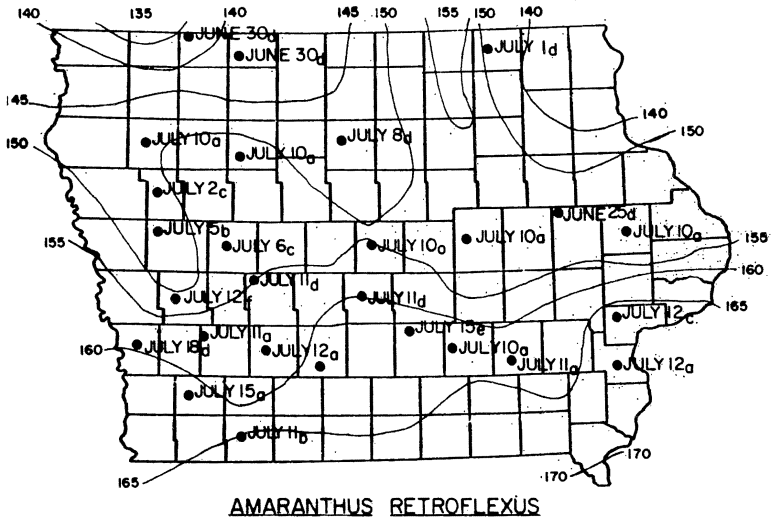 140 135 140 145 150 155 150 140
JUNE 30d
JUNE 30d
JULY 1d
145
140
JULY 10a
JULY 8d
150
150
JULY 10a
JULY 2c
JUNE 25d
JULY 5b
JULY 6c
JULY 10a
JULY 10a
JULY 10a
155
155
JULY 11d
160
JULY 12f
JULY 11d
165
JULY 12c
JULY 11a
JULY 15e
160
JULY 18d
JULY 12a
JULY 10a
JULY 11a
JULY 12a
JULY 15a
JULY 11b
170
165
170
AMARANTHUS RETROFLEXUS